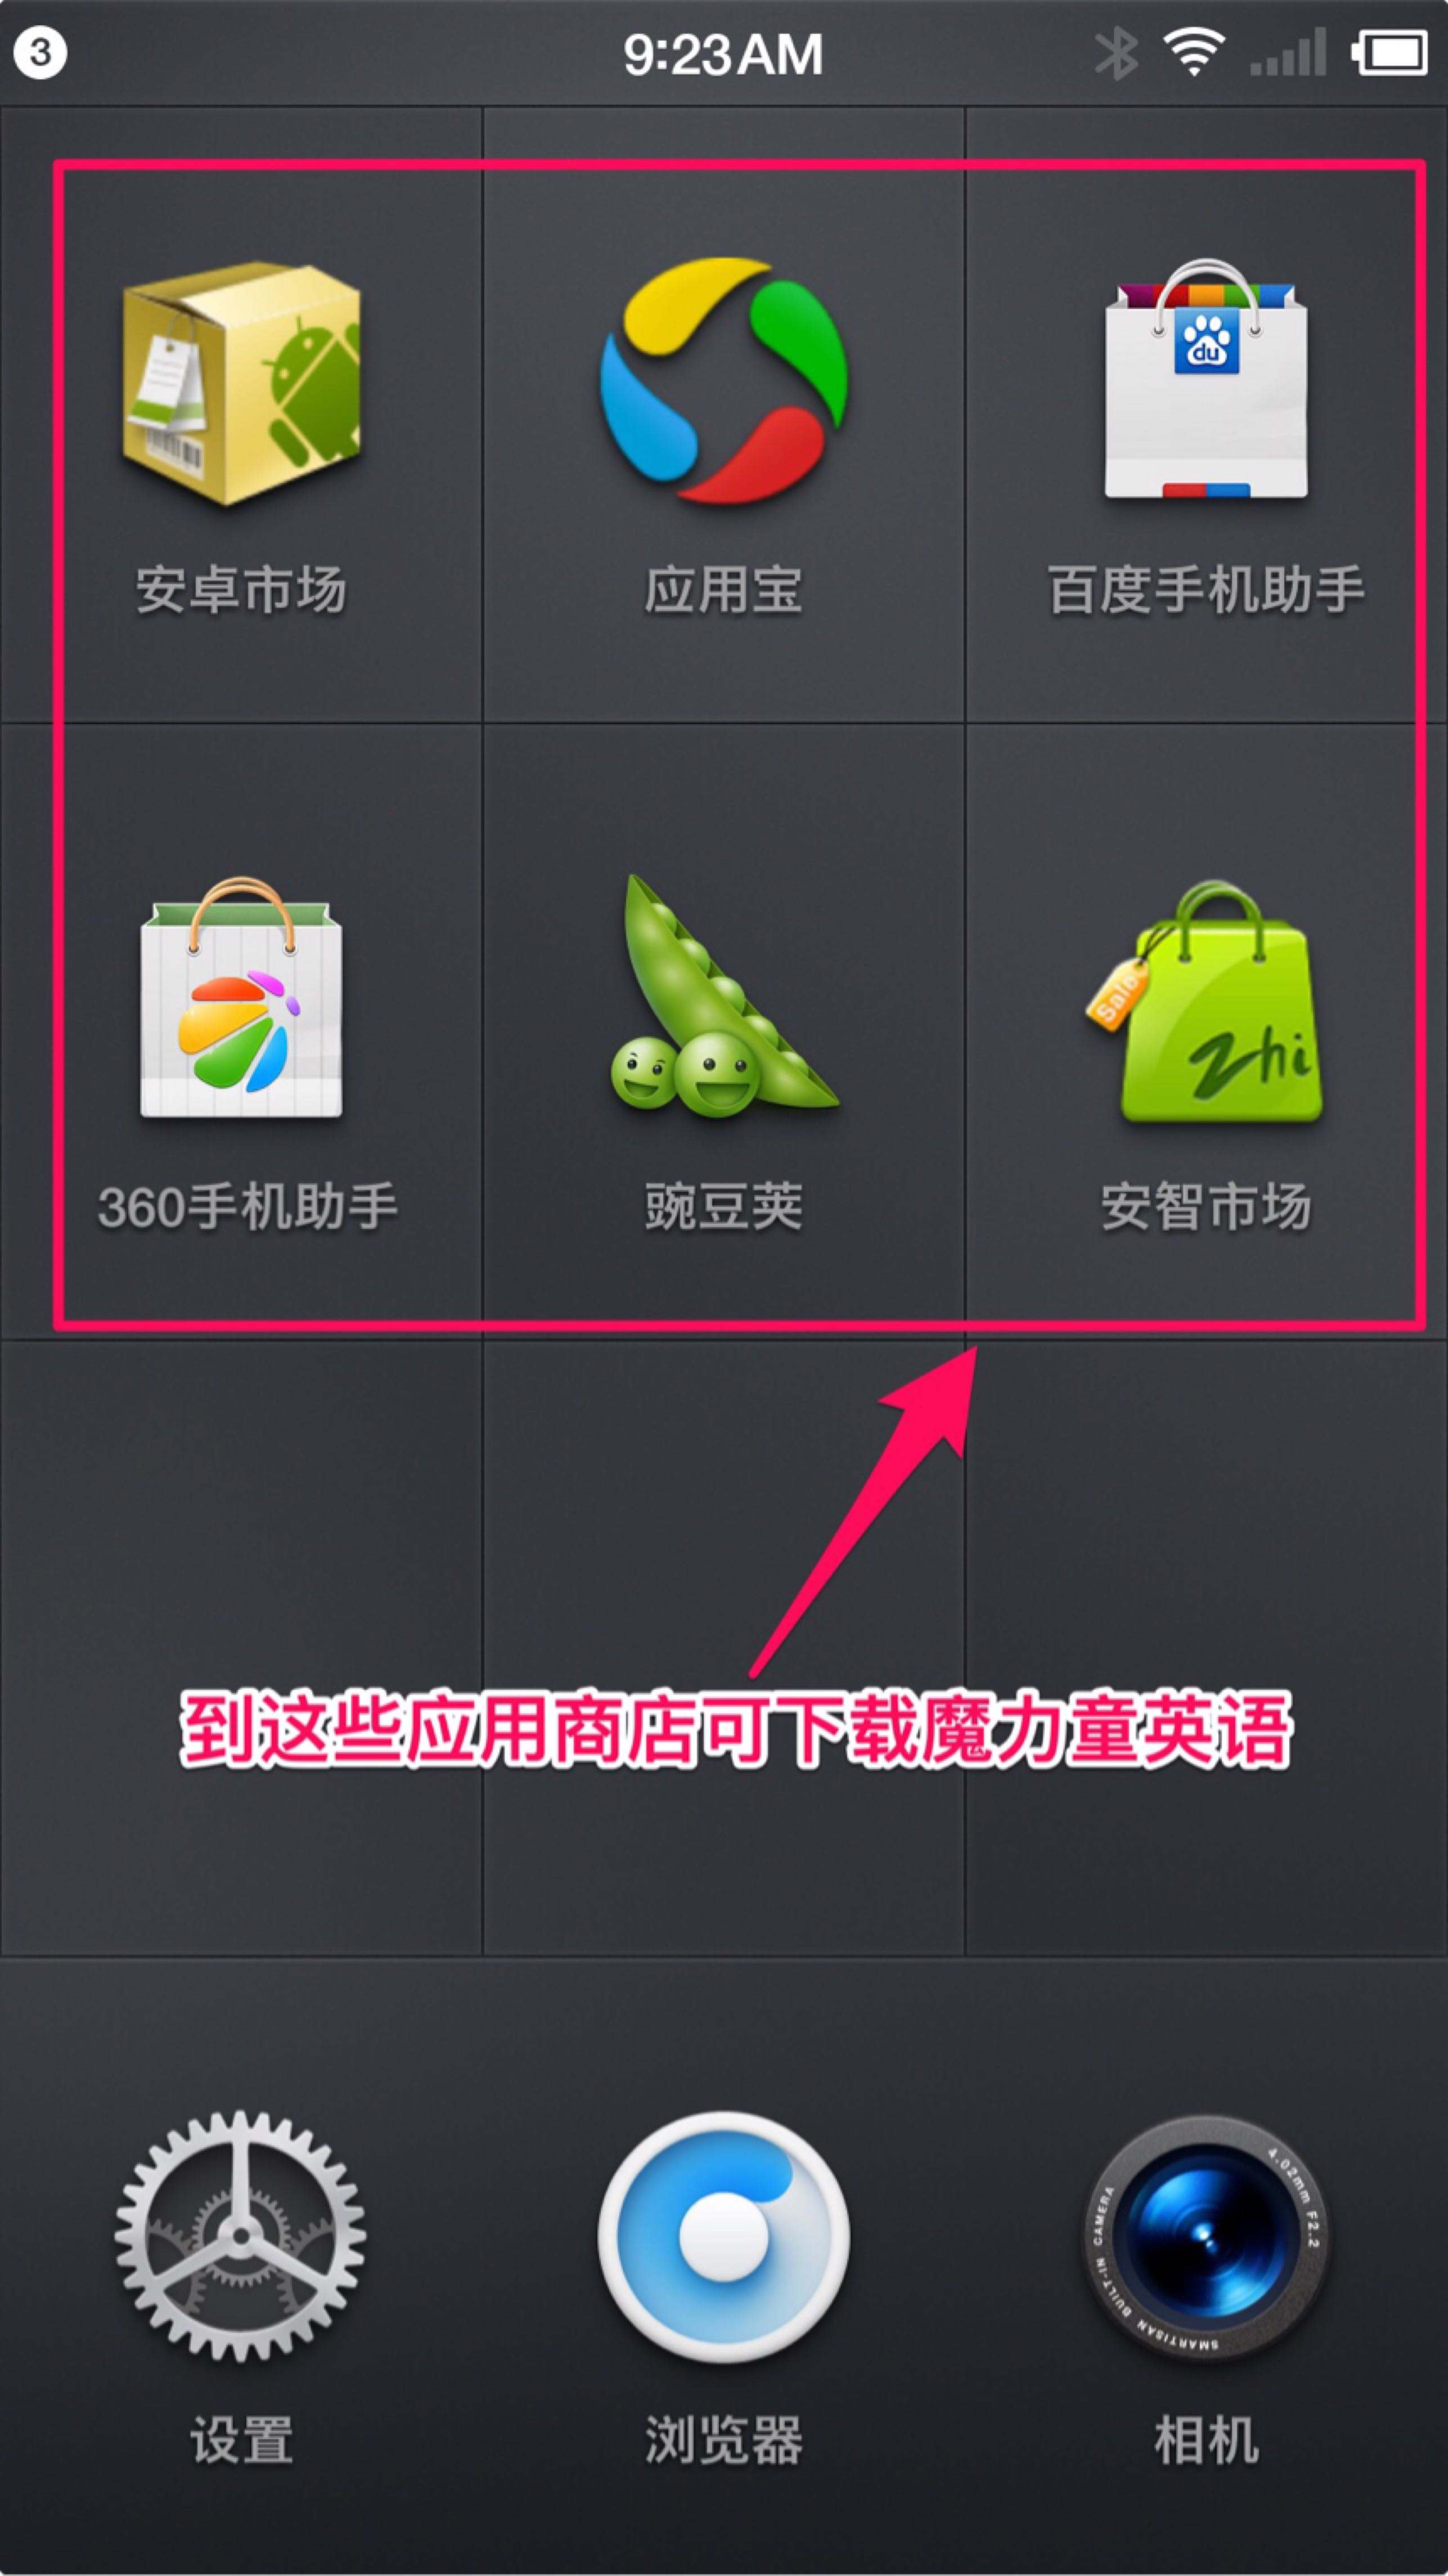 3
9:23AM
du
安卓市场
应用宝
百度手机助手
Sale
zhi
360手机助手
豌豆荚
安智市场
到这些应用商店可下载魔力童英语
4.02mm F2.2
SMARTISAN BUILT-IN CAMERA
设置
浏览器
相机